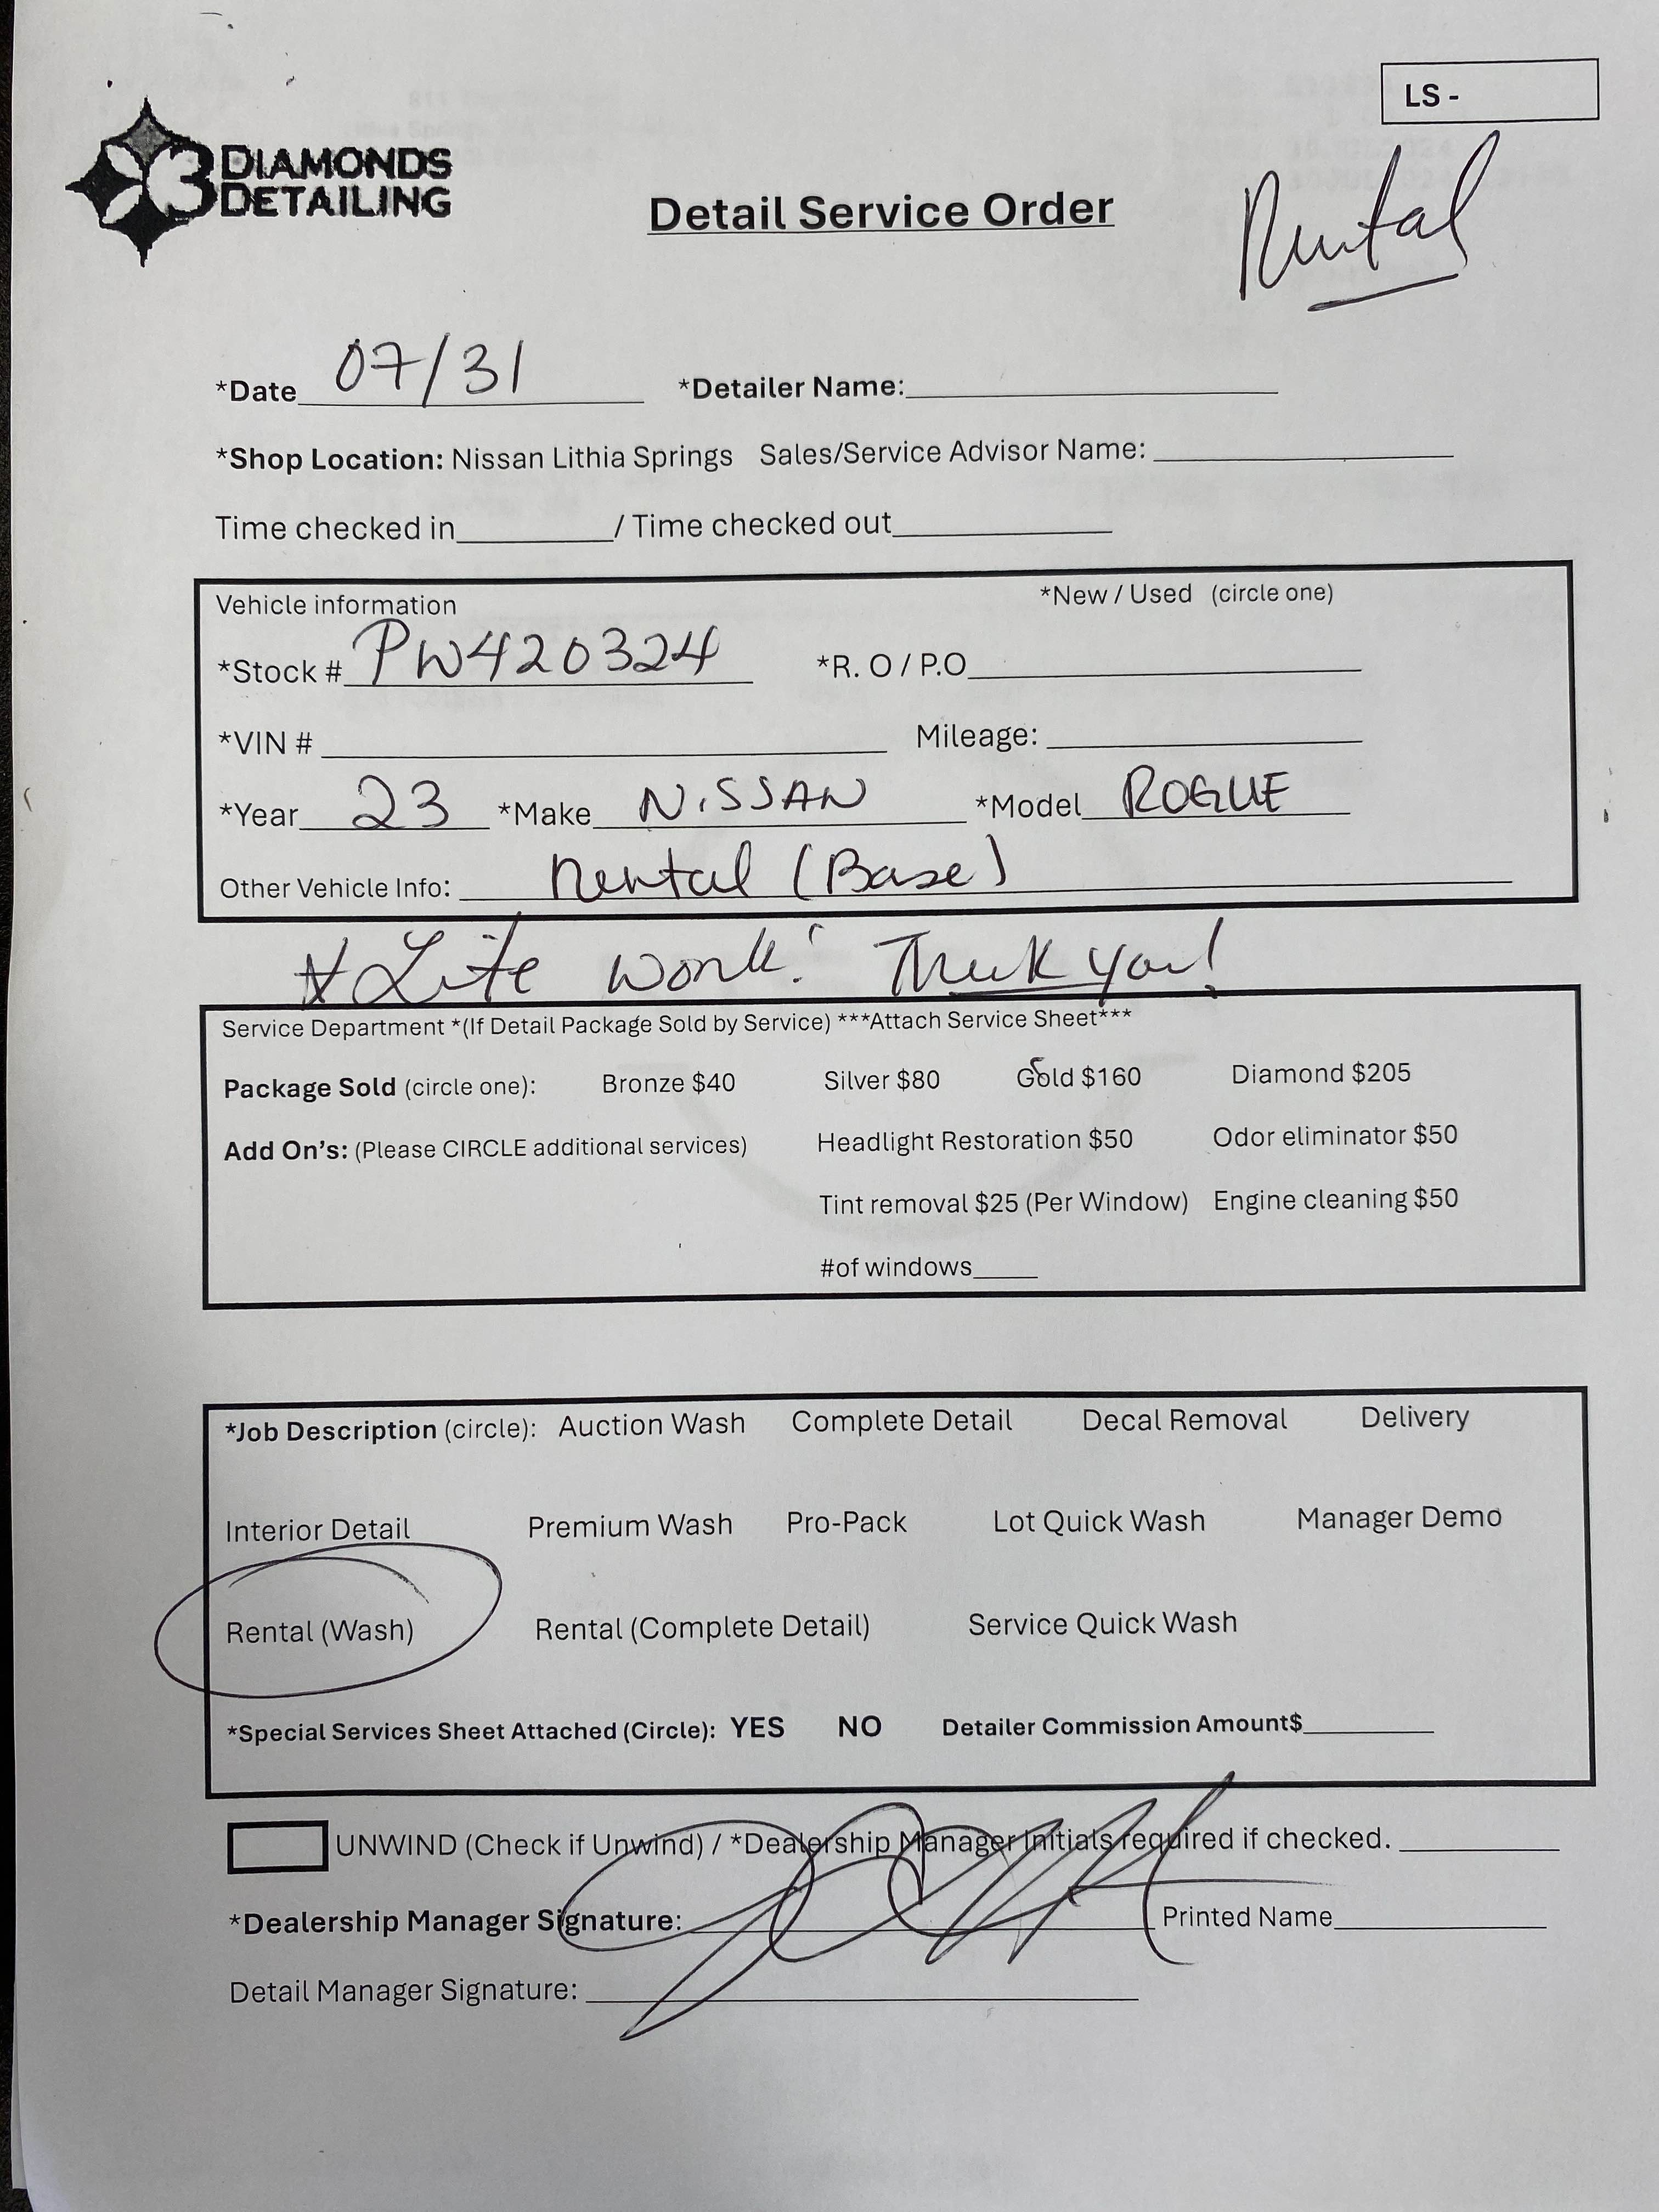 LS -
3 DIAMONDS
DETAILING
Detail Service Order
Rental
*Date 07/31 *Detailer Name:
*Shop Location: Nissan Lithia Springs Sales/Service Advisor Name:
Time checked in / Time checked out
Vehicle information *New / Used (circle one)
*Stock # PW420324 *R. O / P.O
*VIN # Mileage:
*Year 23 *Make NISSAN *Model ROGUE
Other Vehicle Info: Rental (Base)
* Lite work! Thank you!
Service Department *(If Detail Package Sold by Service) ***Attach Service Sheet***
Package Sold (circle one): Bronze $40 Silver $80 Gold $160 Diamond $205
Add On's: (Please CIRCLE additional services) Headlight Restoration $50 Odor eliminator $50
Tint removal $25 (Per Window) Engine cleaning $50
#of windows
*Job Description (circle): Auction Wash Complete Detail Decal Removal Delivery
Interior Detail Premium Wash Pro-Pack Lot Quick Wash Manager Demo
Rental (Wash) Rental (Complete Detail) Service Quick Wash
*Special Services Sheet Attached (Circle): YES NO Detailer Commission Amount$
UNWIND (Check if Unwind) / *Dealership Manager Initials required if checked.
*Dealership Manager Signature: Printed Name
Detail Manager Signature: